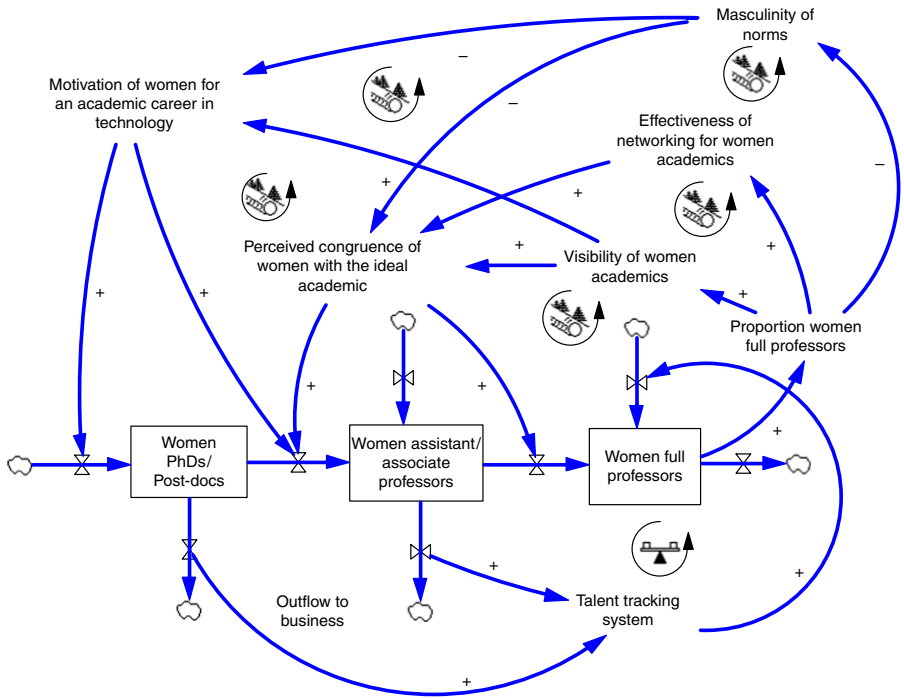 Masculinity of
norms
–
Motivation of women for
an academic career in
technology
–
Effectiveness of
networking for women
academics
–
+
+
+
+
Perceived congruence of
women with the ideal
academic
Visibility of women
academics
+
+
+
Proportion women
full professors
+
+
+
Women
PhDs/
Post-docs
Women assistant/
associate
professors
Women full
professors
Outflow to
business
+
Talent tracking
system
+
+